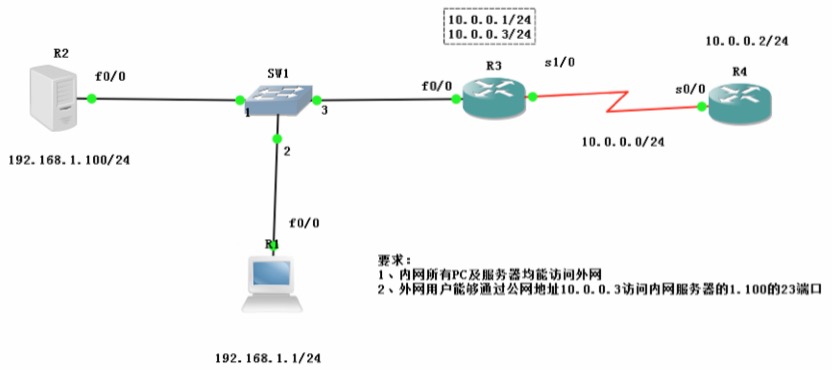 10.0.0.1/24
10.0.0.3/24
10.0.0.2/24
R2
f0/0
SW1
R3
s1/0
R4
f0/0
s0/0
1
3
2
10.0.0.0/24
192.168.1.100/24
f0/0
R1
要求：
1、内网所有PC及服务器均能访问外网
2、外网用户能够通过公网地址10.0.0.3访问内网服务器的1.100的23端口
192.168.1.1/24